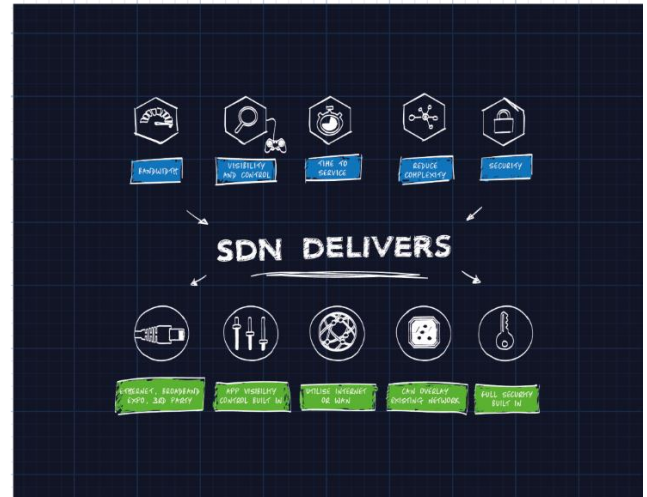 BANDWIDTH
VISIBILITY
AND CONTROL
TIME TO
SERVICE
REDUCE
COMPLEXITY
SECURITY
SDN DELIVERS
ETHERNET, BROADBAND
EXPO, 3RD PARTY
APP VISIBILITY
CONTROL BUILT IN
UTILISE INTERNET
OR WAN
CAN OVERLAY
EXISTING NETWORK
FULL SECURITY
BUILT IN